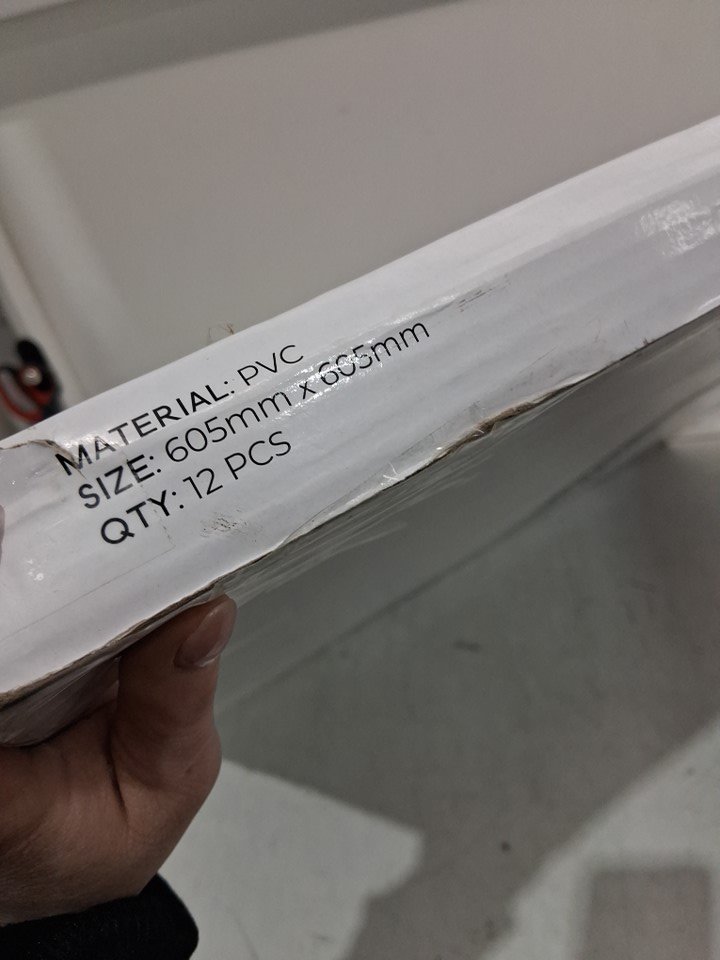 MATERIAL: PVC
SIZE: 605mm x 605mm
QTY: 12 PCS